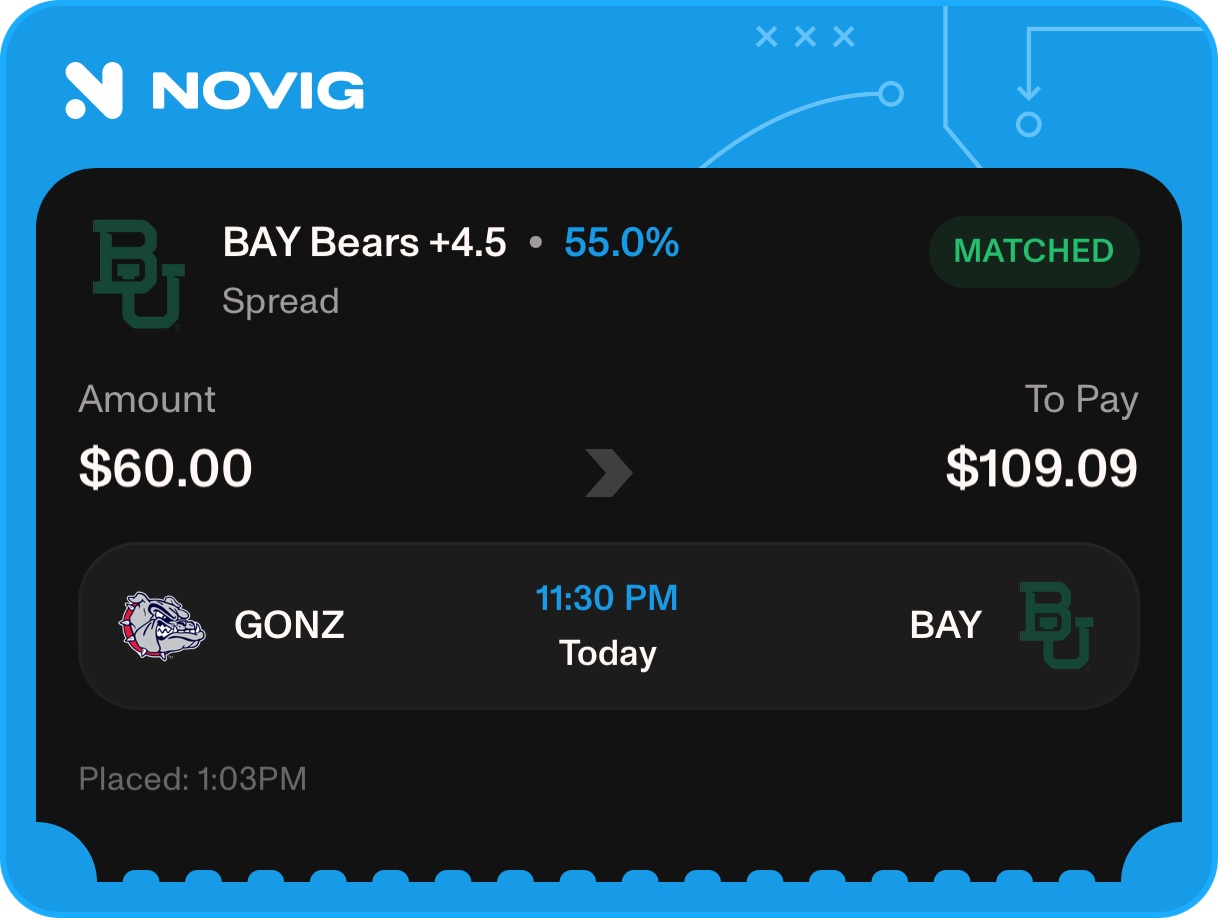 NOVIG
BAY Bears +4.5 • 55.0%
MATCHED
Spread
Amount
To Pay
$60.00
$109.09
GONZ
11:30 PM
Today
BAY
Placed: 1:03PM